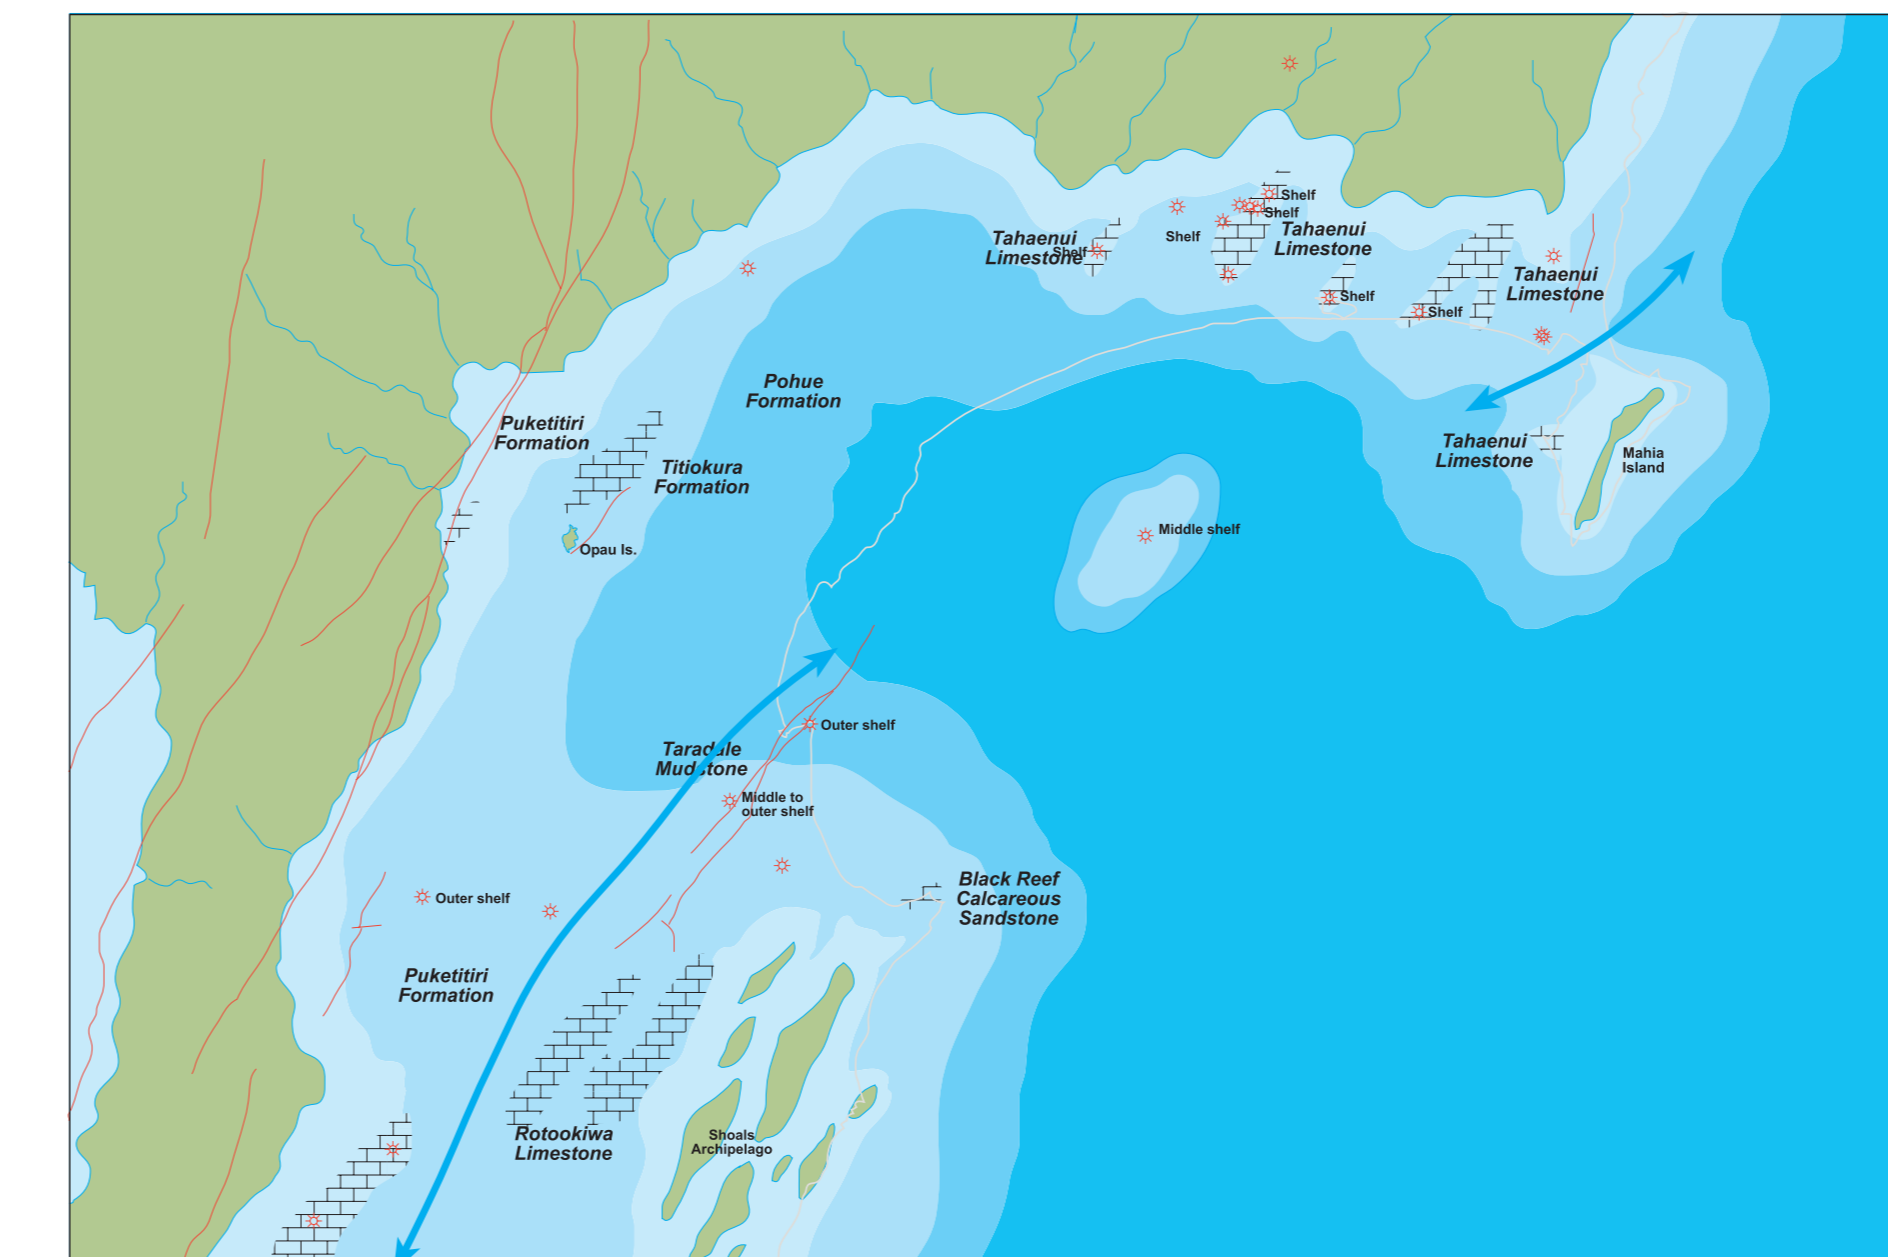 Shelf
Shelf
Tahaenui
Limestone
Shelf
Shelf
Tahaenui
Limestone
Tahaenui
Limestone
Shelf
Shelf
Pohue
Formation
Puketitiri
Formation
Titiokura
Formation
Tahaenui
Limestone
Mahia
Island
Middle shelf
Opau Is.
Outer shelf
Taradale
Mudstone
Middle to
outer shelf
Outer shelf
Black Reef
Calcareous
Sandstone
Puketitiri
Formation
Rotookiwa
Limestone
Shoals
Archipelago